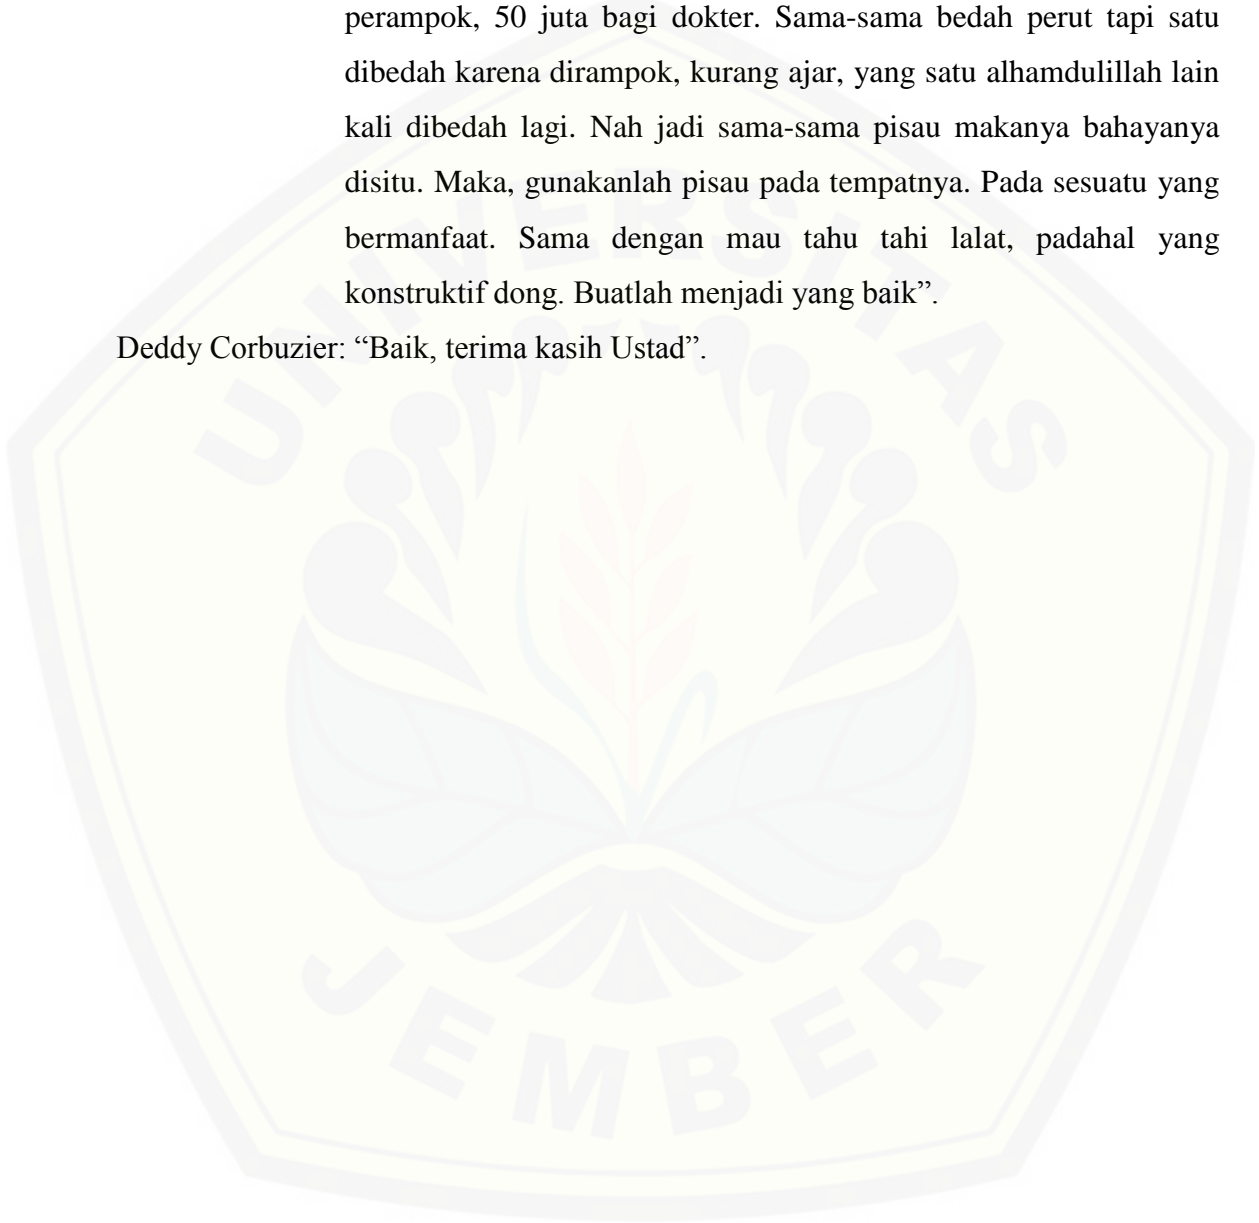 perampok, 50 juta bagi dokter. Sama-sama bedah perut tapi satu
dibedah karena dirampok, kurang ajar, yang satu alhamdulillah lain
kali dibedah lagi. Nah jadi sama-sama pisau makanya bahayanya
disitu. Maka, gunakanlah pisau pada tempatnya. Pada sesuatu yang
bermanfaat. Sama dengan mau tahu tahi lalat, padahal yang
konstruktif dong. Buatlah menjadi yang baik”.
Deddy Corbuzier: “Baik, terima kasih Ustad”.
UNIVERSITAS
JEMBER